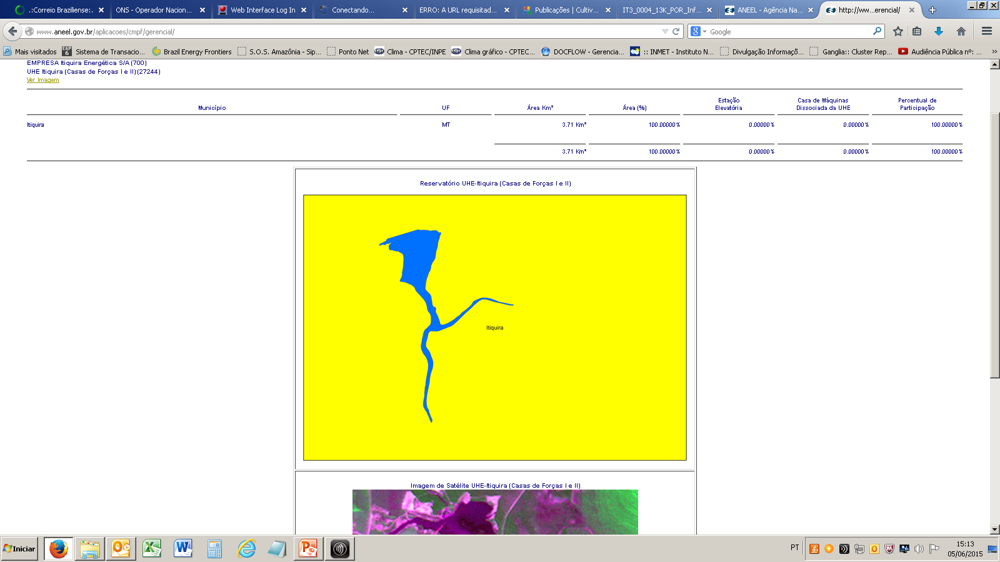 .:Correio Braziliense:.
ONS - Operador Nacion...
Web Interface Log In
Conectando...
ERRO: A URL requisitad...
Publicações | Cultiv...
IT3_0004_13K_POR_Inf...
ANEEL - Agência Na...
http://ww...erencial/
www.aneel.gov.br/aplicacoes/cmpf/gerencial/
Google
Mais visitados
Sistema de Transacio...
Brazil Energy Frontiers
S.O.S. Amazônia - Sip...
Ponto Net
Clima - CPTEC/INPE
Clima gráfico - CPTEC...
DOCFLOW - Gerencia...
:: INMET - Instituto N...
Divulgação Informaçõ...
Ganglia:: Cluster Rep...
Audiência Pública nº: ...
EMPRESA Itiquira Energética S/A (700)
UHE Itiquira (Casas de Forças I e II)(27244)
Ver Imagem
Município UF Área Km² Área (%) Estação Elevatória Casa de Máquinas Dissociada da UHE Percentual de Participação
Itiquira MT 3.71 Km² 100.00000% 0.00000% 0.00000% 100.00000%
3.71 Km² 100.00000% 0.00000% 0.00000% 100.00000%
Reservatório UHE-Itiquira (Casas de Forças I e II)
Itiquira
Imagem de Satélite UHE-Itiquira (Casas de Forças I e II)
Iniciar
PT
15:13
05/06/2015